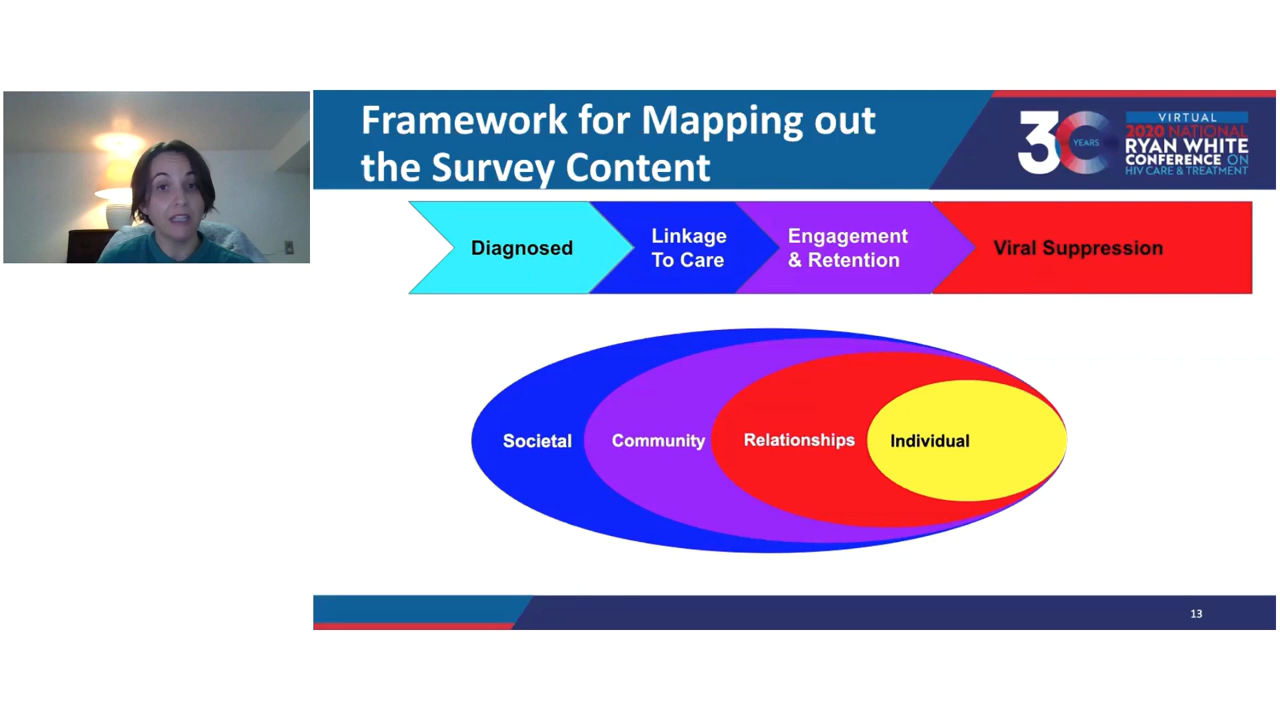 Framework for Mapping out
the Survey Content
30
YEARS
VIRTUAL
2020 NATIONAL
RYAN WHITE
CONFERENCE ON
HIV CARE & TREATMENT
Diagnosed
Linkage
To Care
Engagement
& Retention
Viral Suppression
Societal
Community
Relationships
Individual
13